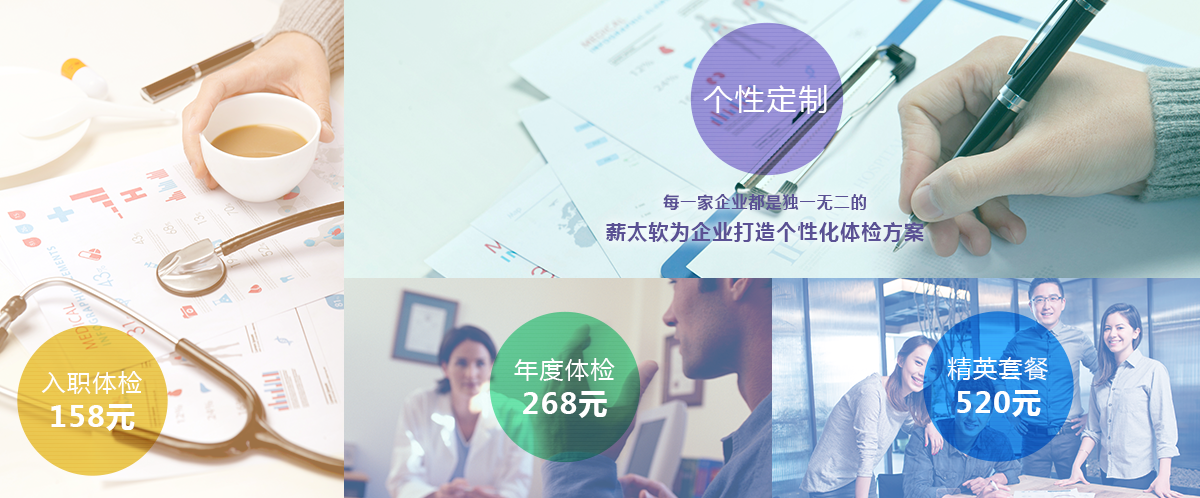 个性定制
每一家企业都是独一无二的
薪太软为企业打造个性化体检方案
入职体检
158元
年度体检
268元
精英套餐
520元
MEDICAL